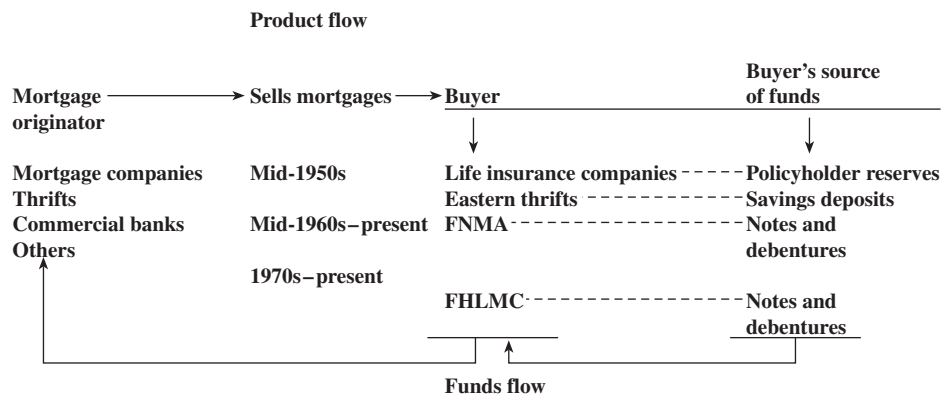 Product flow
Mortgage
originator
Sells mortgages
Buyer
Buyer's source
of funds
Mortgage companies
Thrifts
Commercial banks
Others
Mid-1950s
Mid-1960s–present
1970s–present
Life insurance companies
Eastern thrifts
FNMA
FHLMC
Policyholder reserves
Savings deposits
Notes and
debentures
Notes and
debentures
Funds flow